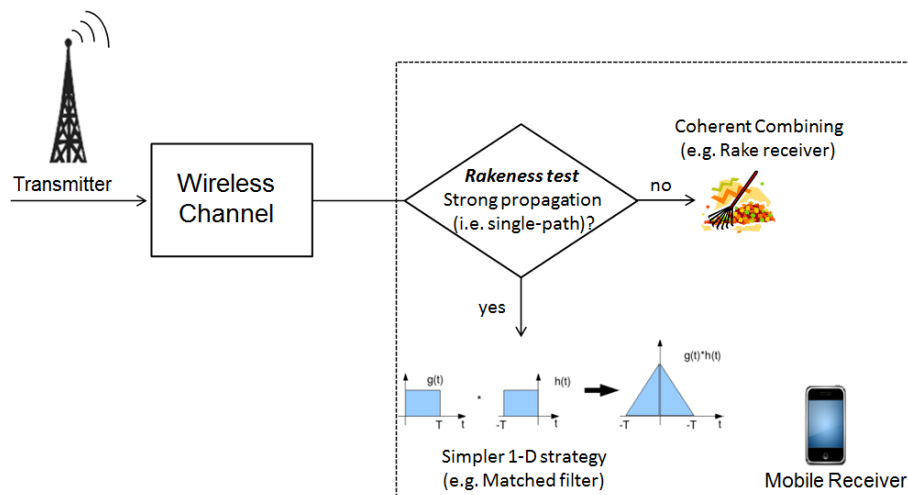 Transmitter
Wireless
Channel
Rakeness test
Strong propagation
(i.e. single-path)?
no
Coherent Combining
(e.g. Rake receiver)
yes
g(t)
T
t
*
h(t)
-T
t
g(t)*h(t)
-T
-T
t
Simpler 1-D strategy
(e.g. Matched filter)
Mobile Receiver